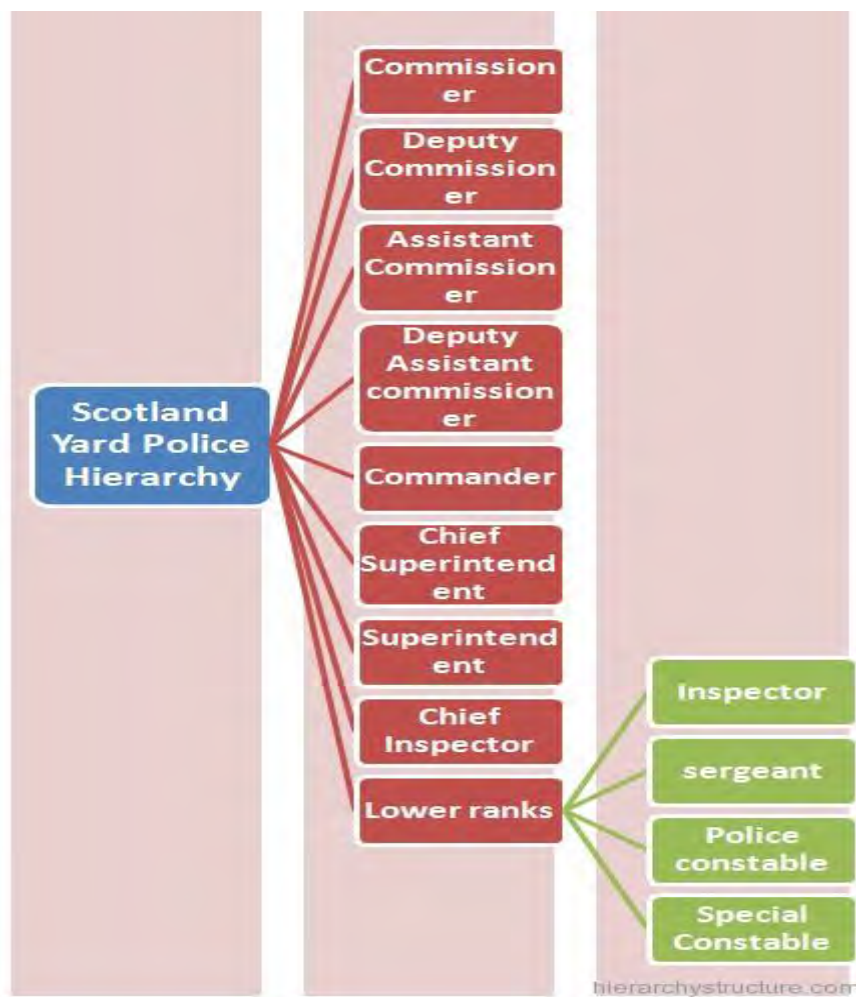 Scotland
Yard Police
Hierarchy
Commission
er
Deputy
Commission
er
Assistant
Commission
er
Deputy
Assistant
commission
er
Commander
Chief
Superintend
ent
Superintend
ent
Chief
Inspector
Lower ranks
Inspector
sergeant
Police
constable
Special
Constable
hierarchystructure.com